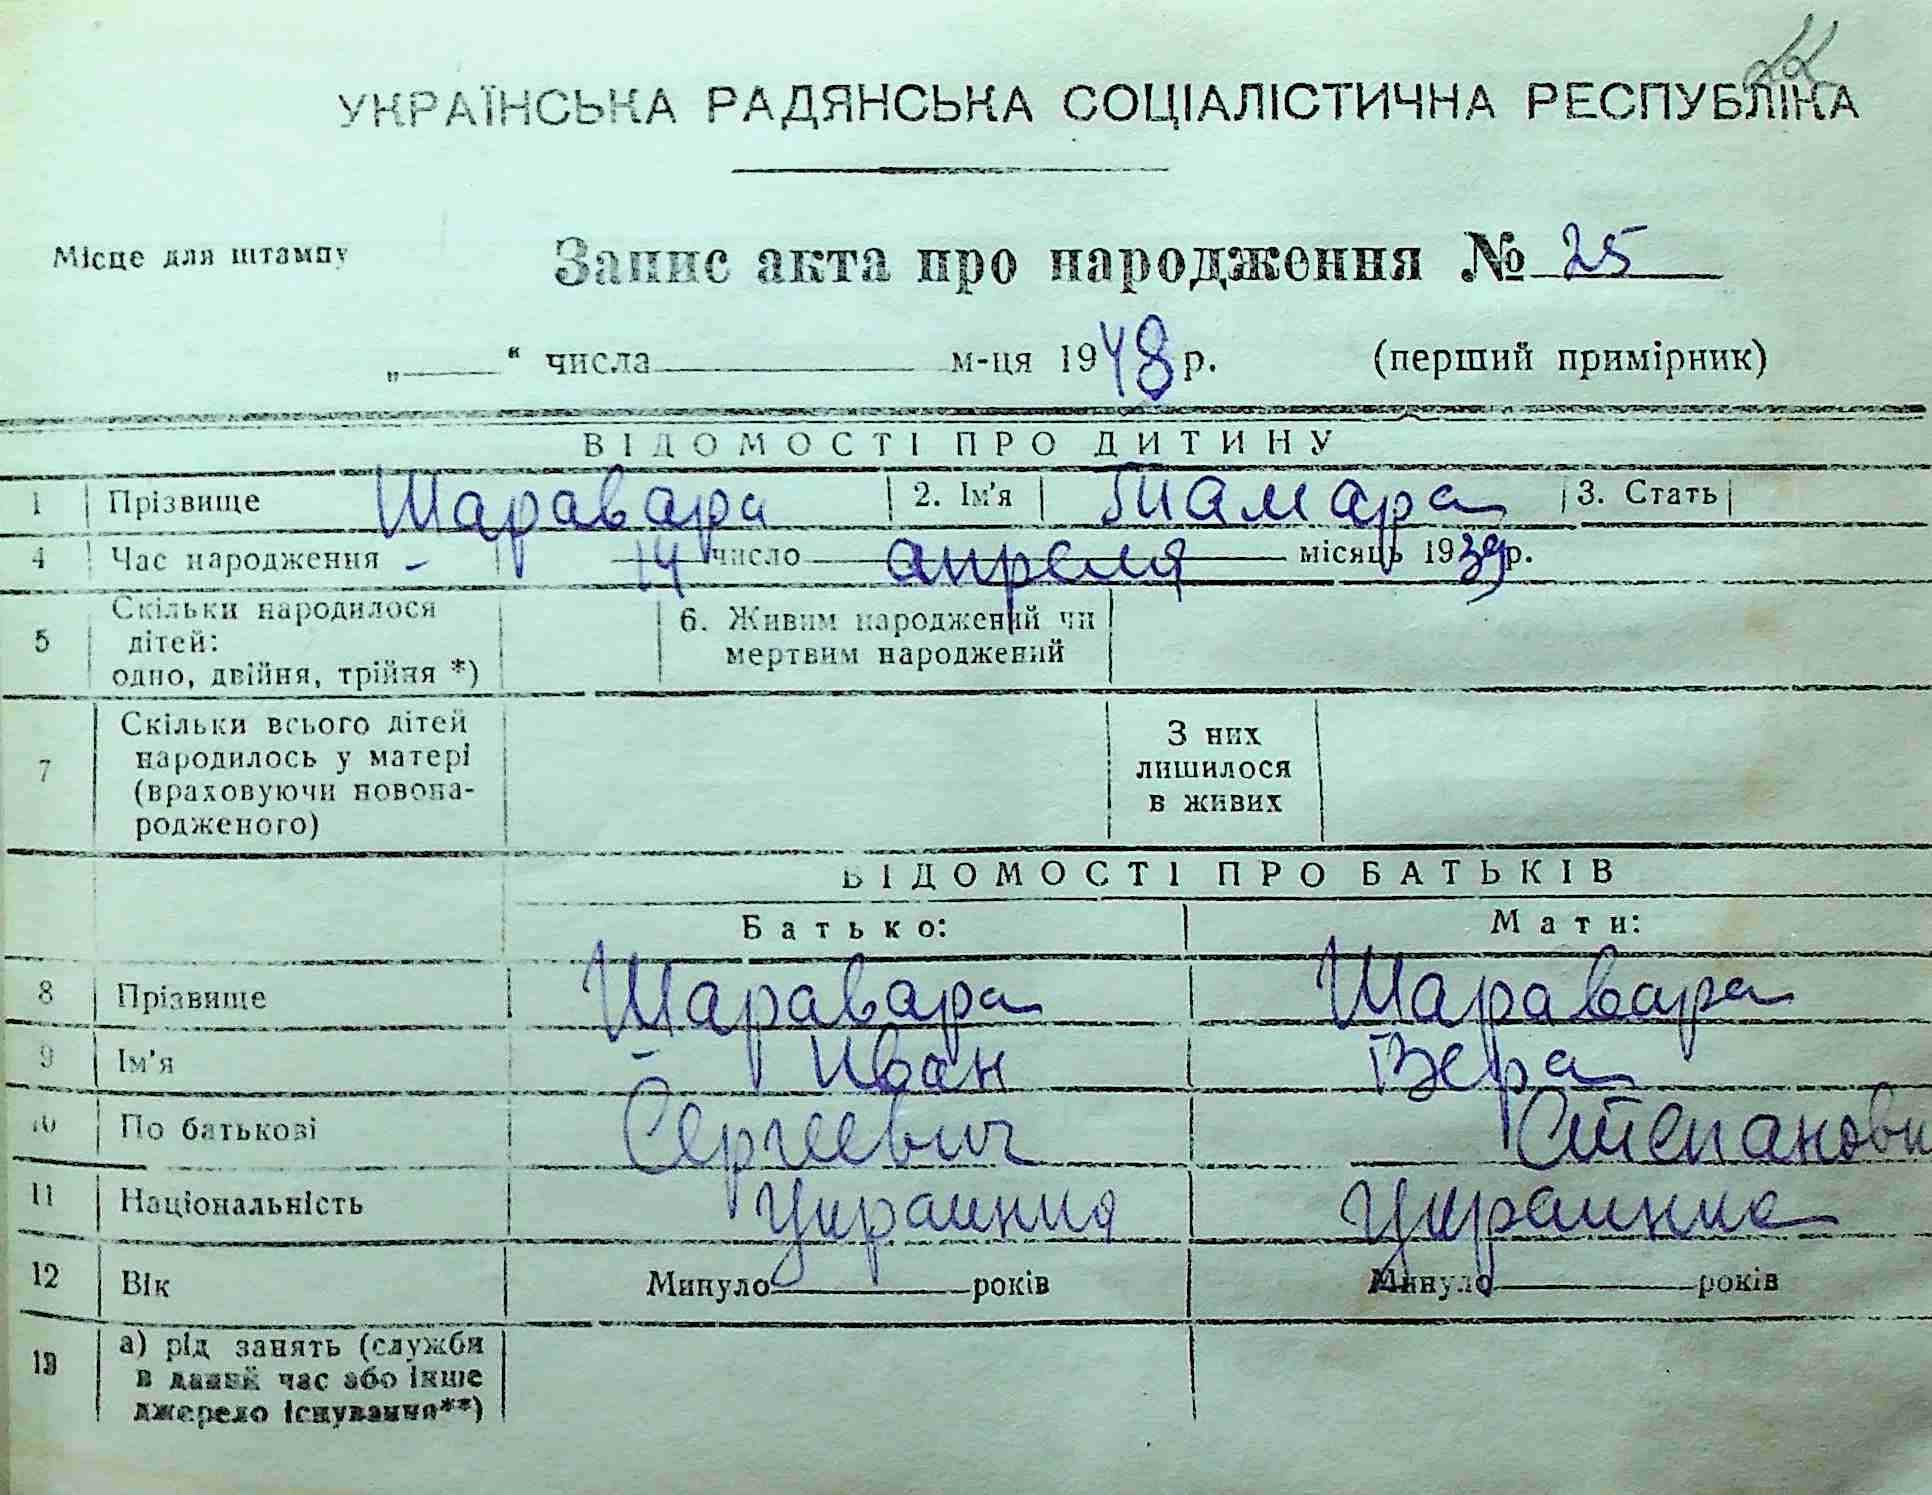 22
УКРАЇНСЬКА РАДЯНСЬКА СОЦІАЛІСТИЧНА РЕСПУБЛІКА
Місце для штампу Запис акта про народження № 25
„ “ числа м-ця 1948 р. (перший примірник)
ВІДОМОСТІ ПРО ДИТИНУ
1 Прізвище Шаравара 2. Ім'я Тамара 3. Стать
4 Час народження - 14 число апреля місяць 1939 р.
5 Скільки народилося дітей: одно, двійня, трійня *) 6. Живим народжений чи мертвим народжений
7 Скільки всього дітей народилось у матері (враховуючи новона-родженого) З них лишилося в живих
ВІДОМОСТІ ПРО БАТЬКІВ
Батько: Мати:
8 Прізвище Шаравара Шаравара
9 Ім'я - Иван Вера
10 По батькові Сергеевич Степанови
11 Національність Украиния Украинка
12 Вік Минуло років Минуло років
13 а) рід занять (служби
в даний час або інше
джерело існування**)